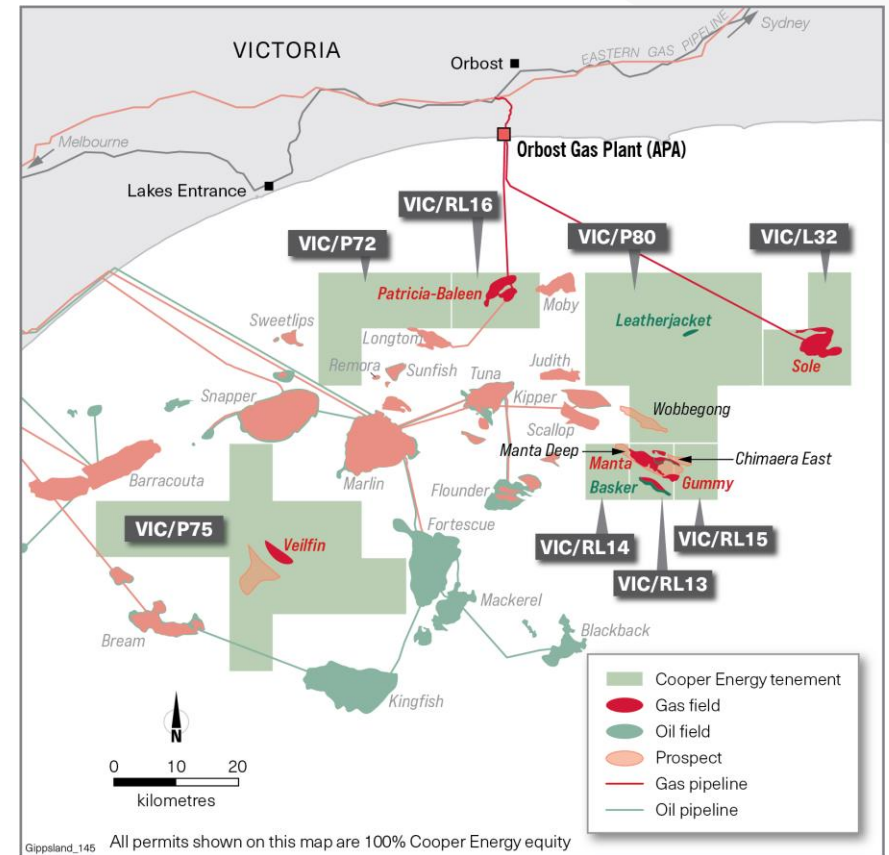 Sydney
VICTORIA
EASTERN GAS PIPELINE
Orbost
Melbourne
Orbost Gas Plant (APA)
Lakes Entrance
VIC/RL16
VIC/P72
VIC/P80
VIC/L32
Patricia-Baleen
Moby
Leatherjacket
Sweetlips
Longtom
Sole
Remora
Sunfish
Tuna
Judith
Snapper
Kipper
Wobbegong
Scallop
Manta Deep
Chimaera East
Manta
Barracouta
Marlin
Flounder
Basker
Gummy
Fortescue
VIC/P75
Veilfin
VIC/RL14
VIC/RL15
VIC/RL13
Mackerel
Bream
Blackback
Kingfish
Cooper Energy tenement
Gas field
Oil field
Prospect
Gas pipeline
Oil pipeline
N
0 10 20
kilometres
Gippsland_145
All permits shown on this map are 100% Cooper Energy equity